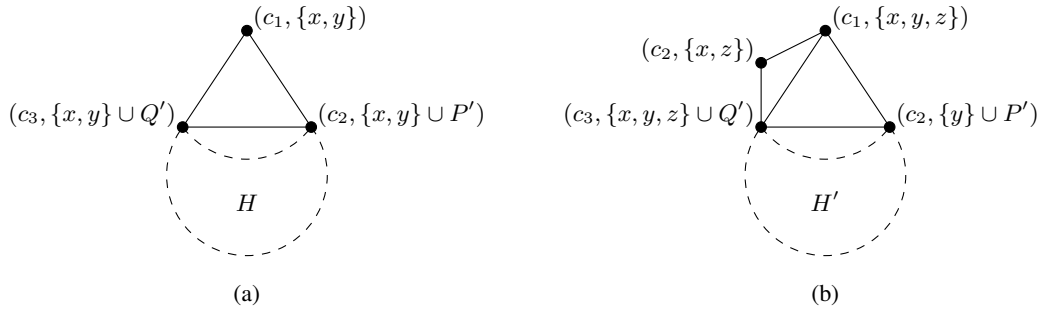 (c₁, {x, y})
(c₃, {x, y} ∪ Q′)
(c₂, {x, y} ∪ P′)
H
(a)
(c₁, {x, y, z})
(c₂, {x, z})
(c₃, {x, y, z} ∪ Q′)
(c₂, {y} ∪ P′)
H′
(b)